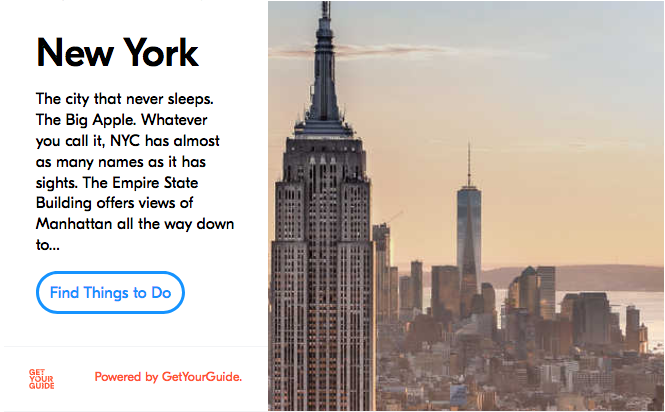 New York
The city that never sleeps.
The Big Apple. Whatever
you call it, NYC has almost
as many names as it has
sights. The Empire State
Building offers views of
Manhattan all the way down
to...
Find Things to Do
GET
YOUR
GUIDE
Powered by GetYourGuide.